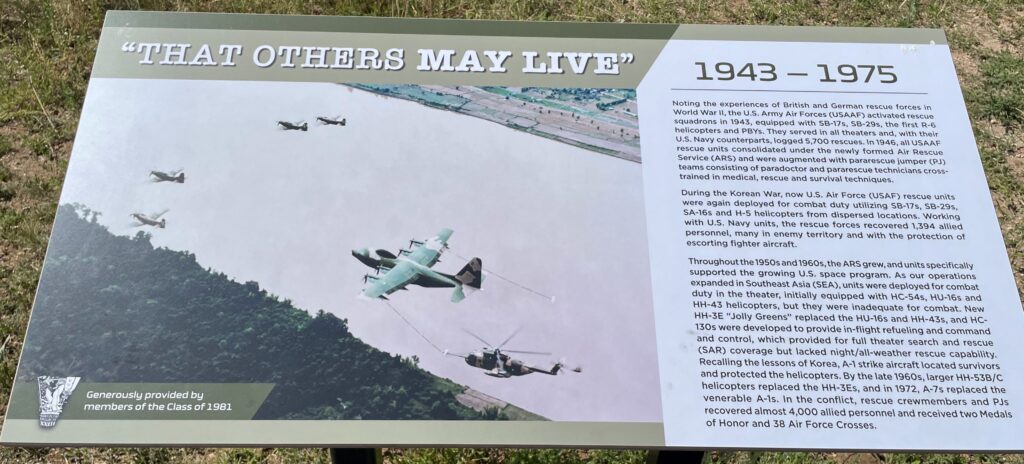 “THAT OTHERS MAY LIVE”
1943 – 1975
Noting the experiences of British and German rescue forces in
World War II, the U.S. Army Air Forces (USAAF) activated rescue
squadrons in 1943, equipped with SB-17s, SB-29s, the first R-6
helicopters and PBYs. They served in all theaters and, with their
U.S. Navy counterparts, logged 5,700 rescues. In 1946, all USAAF
rescue units consolidated under the newly formed Air Rescue
Service (ARS) and were augmented with pararescue jumper (PJ)
teams consisting of paradoctor and pararescue technicians cross-
trained in medical, rescue and survival techniques.
During the Korean War, now U.S. Air Force (USAF) rescue units
were again deployed for combat duty utilizing SB-17s, SB-29s,
SA-16s and H-5 helicopters from dispersed locations. Working
with U.S. Navy units, the rescue forces recovered 1,394 allied
personnel, many in enemy territory and with the protection of
escorting fighter aircraft.
Throughout the 1950s and 1960s, the ARS grew, and units specifically
supported the growing U.S. space program. As our operations
expanded in Southeast Asia (SEA), units were deployed for combat
duty in the theater, initially equipped with HC-54s, HU-16s and
HH-43 helicopters, but they were inadequate for combat. New
HH-3E “Jolly Greens” replaced the HU-16s and HH-43s, and HC-
130s were developed to provide in-flight refueling and command
and control, which provided for full theater search and rescue
(SAR) coverage but lacked night/all-weather rescue capability.
Recalling the lessons of Korea, A-1 strike aircraft located survivors
and protected the helicopters. By the late 1960s, larger HH-53B/C
helicopters replaced the HH-3Es, and in 1972, A-7s replaced the
venerable A-1s. In the conflict, rescue crewmembers and PJs
recovered almost 4,000 allied personnel and received two Medals
of Honor and 38 Air Force Crosses.
Generously provided by
members of the Class of 1981
XXIII